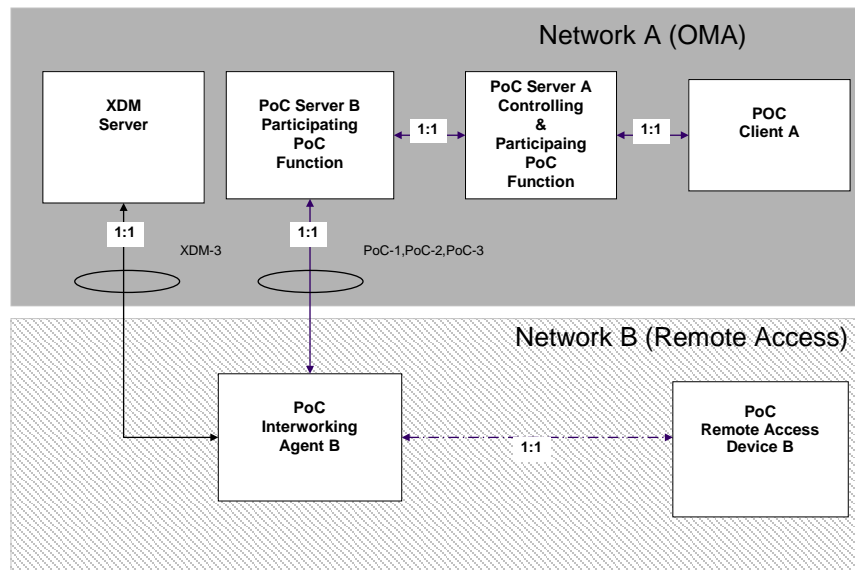 Network A (OMA)
XDM
Server
PoC Server B
Participating
PoC
Function
1:1
PoC Server A
Controlling
&
Participaing
PoC
Function
1:1
POC
Client A
1:1
XDM-3
1:1
PoC-1,PoC-2,PoC-3
Network B (Remote Access)
PoC
Interworking
Agent B
1:1
PoC
Remote Access
Device B